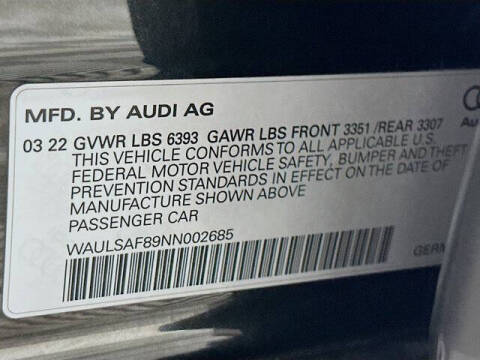 MFD. BY AUDI AG
03 22 GVWR LBS 6393 GAWR LBS FRONT 3351 /REAR 3307
THIS VEHICLE CONFORMS TO ALL APPLICABLE U.S.
FEDERAL MOTOR VEHICLE SAFETY, BUMPER AND THEFT
PREVENTION STANDARDS IN EFFECT ON THE DATE OF
MANUFACTURE SHOWN ABOVE
PASSENGER CAR
WAULSAF89NN002685